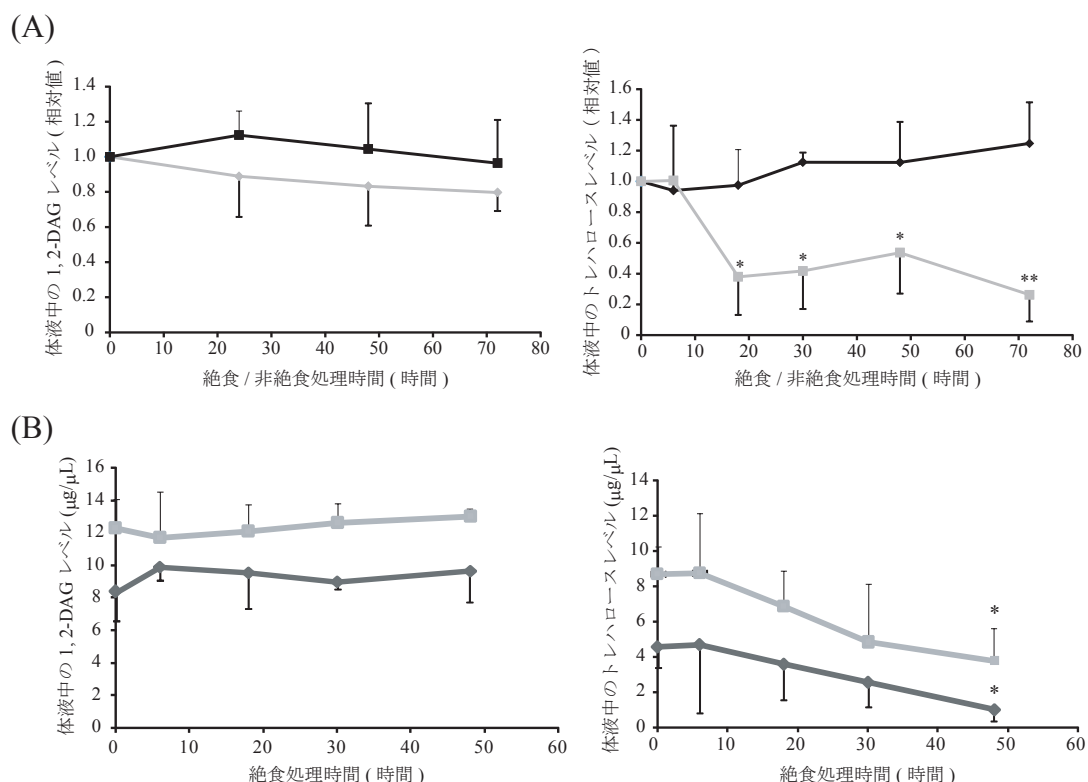 (A)
体液中の 1, 2-DAG レベル ( 相対値 )
1.4
1.2
1.0
0.8
0.6
0.4
0.2
0
0 10 20 30 40 50 60 70 80
絶食 / 非絶食処理時間 ( 時間 )
体液中のトレハロースレベル ( 相対値 )
1.6
1.4
1.2
1.0
0.8
0.6
0.4
0.2
0
* * * **
0 10 20 30 40 50 60 70 80
絶食 / 非絶食処理時間 ( 時間 )
(B)
体液中の 1, 2-DAG レベル (μg/μL)
16
14
12
10
8
6
4
2
0
0 10 20 30 40 50 60
絶食処理時間 ( 時間 )
体液中のトレハロースレベル (μg/μL)
14
12
10
8
6
4
2
0
*
*
0 10 20 30 40 50 60
絶食処理時間 ( 時間 )